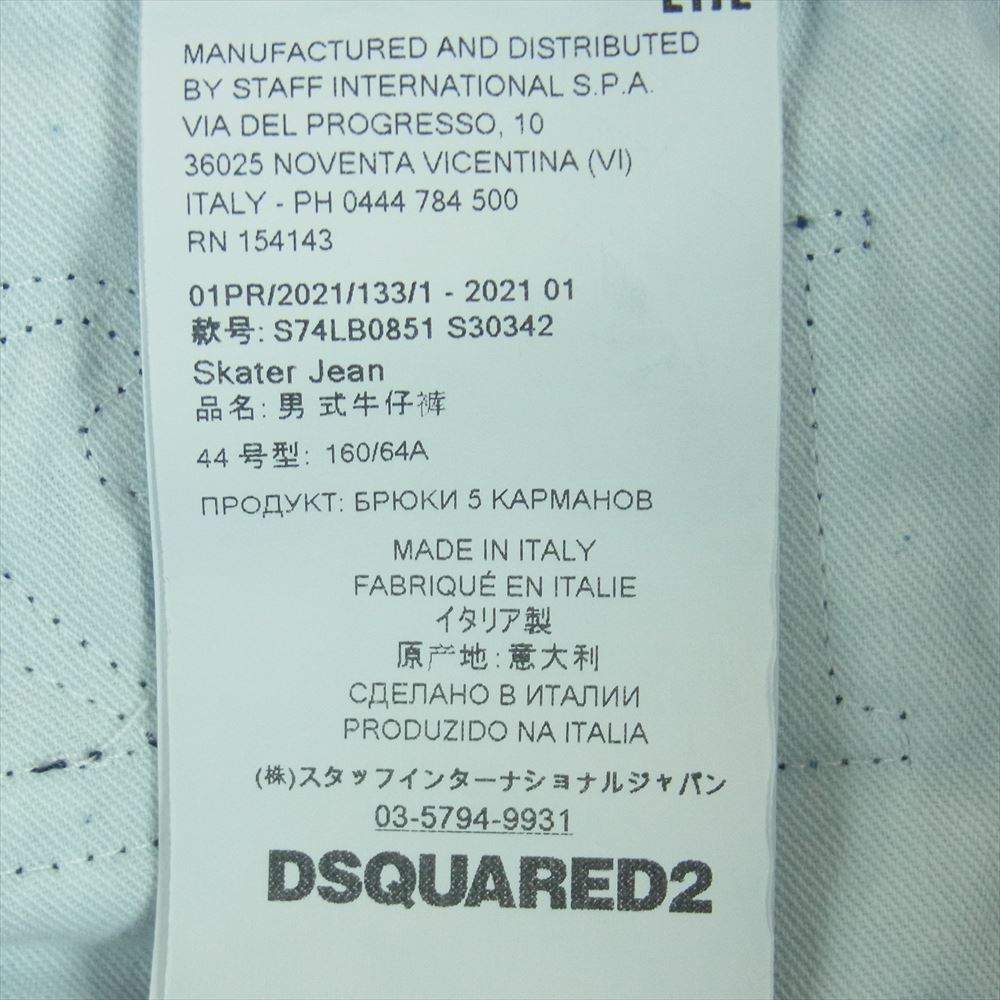 MANUFACTURED AND DISTRIBUTED
BY STAFF INTERNATIONAL S.P.A.
VIA DEL PROGRESSO, 10
36025 NOVENTA VICENTINA (VI)
ITALY - PH 0444 784 500
RN 154143
01PR/2021/133/1 - 2021 01
款号: S74LB0851 S30342
Skater Jean
品名: 男 式牛仔裤
44 号型: 160/64A
ПРОДУКТ: БРЮКИ 5 КАРМАНОВ
MADE IN ITALY
FABRIQUÉ EN ITALIE
イタリア製
原产地: 意大利
СДЕЛАНО В ИТАЛИИ
PRODUZIDO NA ITALIA
(株)スタッフインターナショナルジャパン
03-5794-9931
DSQUARED2